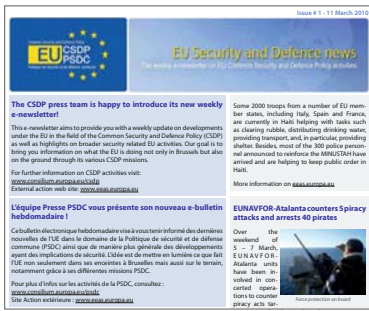 Issue # 1 - 11 March 2010
EU CSDP
PSDC
EU Security and Defence news
The weekly e-newsletter on EU Common Security and Defence Policy activities
The CSDP press team is happy to introduce its new weekly
e-newsletter!
This e-newsletter aims to provide you with a weekly update on developments
under the EU in the field of the Common Security and Defence Policy (CSDP)
as well as highlights on broader security related EU activities. Our goal is to
bring you information on what the EU is doing not only in Brussels but also
on the ground through its various CSDP missions.
For further information on CSDP activities visit:
www.consilium.europa.eu/csdp
External action web site: www.eeas.europa.eu
L'équipe Presse PSDC vous présente son nouveau e-bulletin
hebdomadaire !
Ce bulletin électronique hebdomadaire vise à vous tenir informé des dernières
nouvelles de l'UE dans le domaine de la Politique de sécurité et de défense
commune (PSDC) ainsi que de manière plus générale des développements
ayant des implications de sécurité. L'idée est de mettre en lumière ce que fait
l'UE non seulement dans ses enceintes à Bruxelles mais aussi sur le terrain,
notamment grâce à ses différentes missions PSDC.
Pour plus d'infos sur les activités de la PSDC, consultez :
www.consilium.europa.eu/psdc
Site Action extérieure : www.eeas.europa.eu
Some 2000 troops from a number of EU mem-
ber states, including Italy, Spain and France,
are currently in Haiti helping with tasks such
as clearing rubble, distributing drinking water,
providing transport, and, in particular, providing
shelter. Besides, most of the 300 police person-
nel announced to reinforce the MINUSTAH have
arrived and are helping to keep public order in
Haiti.
More information on eeas.europa.eu
EUNAVFOR-Atalanta counters 5 piracy
attacks and arrests 40 pirates
Over the
weekend of
5 – 7 March,
EUNAVFOR-
Atalanta units
have been in-
volved in con-
certed opera-
tions to counter
piracy acts tar-
Force protection on board